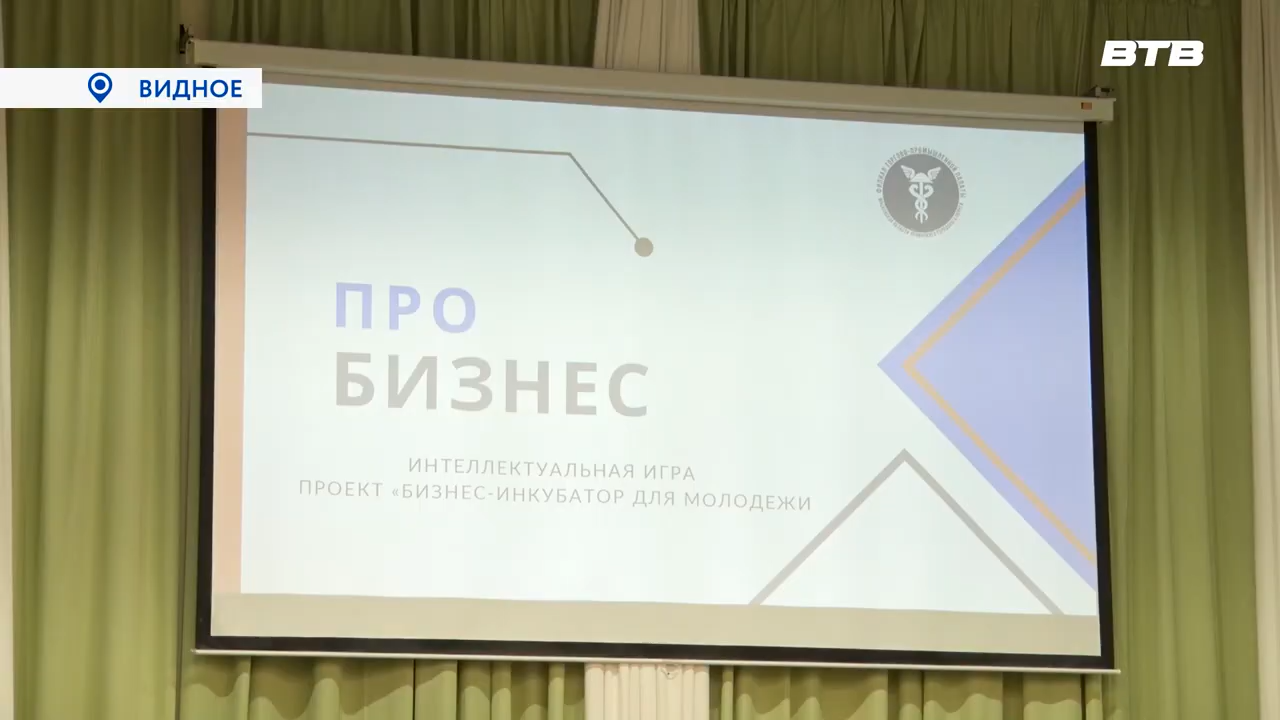 ВИДНОЕ
ВТВ
ПРО
БИЗНЕС
ИНТЕЛЛЕКТУАЛЬНАЯ ИГРА
ПРОЕКТ «БИЗНЕС-ИНКУБАТОР ДЛЯ МОЛОДЕЖИ